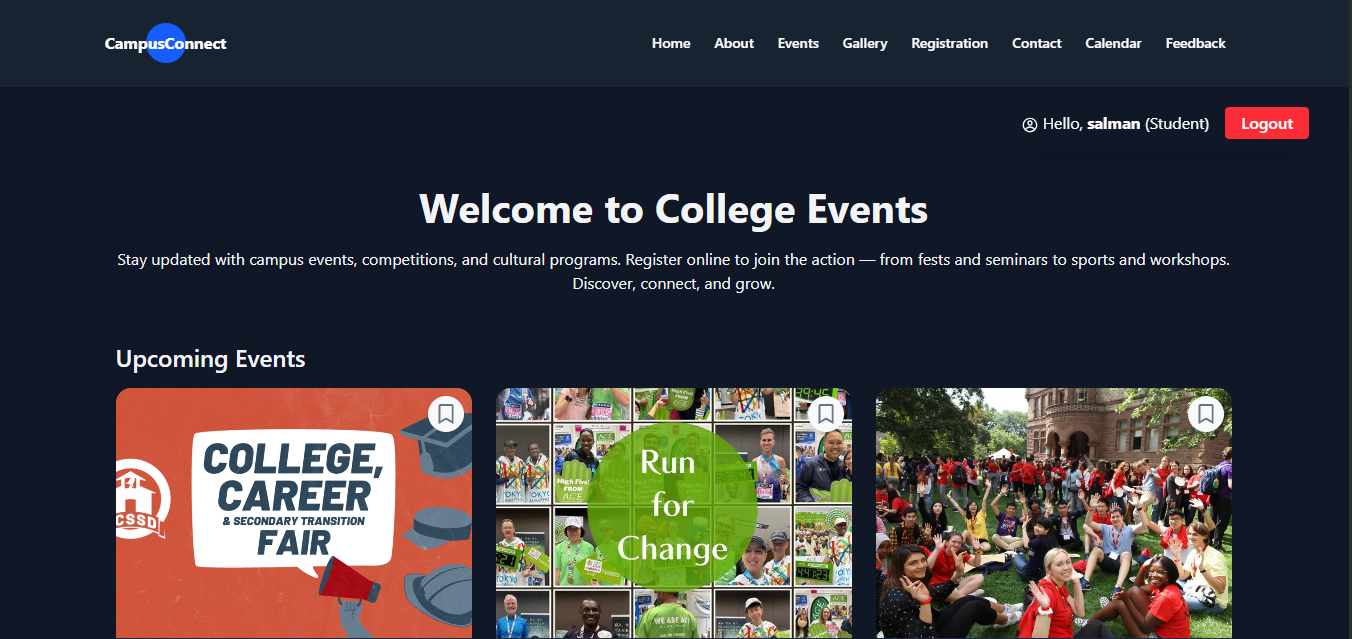 CampusConnect
Home About Events Gallery Registration Contact Calendar Feedback
Hello, salman (Student) Logout
Welcome to College Events
Stay updated with campus events, competitions, and cultural programs. Register online to join the action — from fests and seminars to sports and workshops.
Discover, connect, and grow.
Upcoming Events
COLLEGE,
CAREER
& SECONDARY TRANSITION
FAIR
CSSD
Run
for
Change
High Five!
FROM
ACE
TOKYO
4:41:23
WE ARE